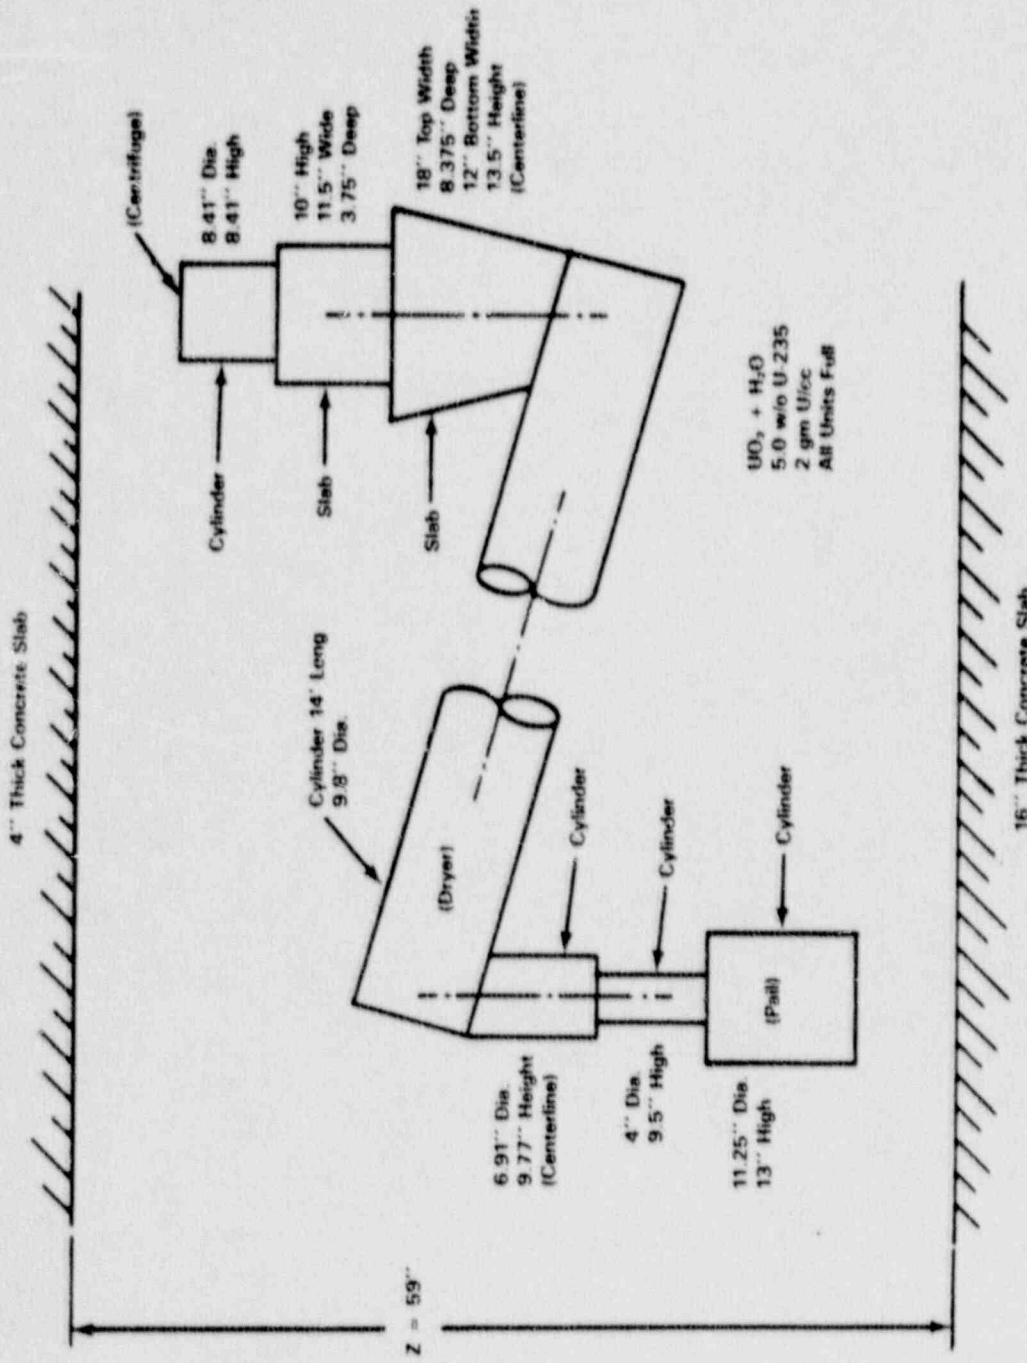 4" Thick Concrete Slab
(Centrifuge)
8.41" Dia.
8.41" High
Cylinder
10" High
11.5" Wide
3.75" Deep
Slab
18" Top Width
8.375" Deep
12" Bottom Width
13.5" Height
(Centerline)
Slab
Cylinder 14' Long
9.8" Dia.
(Dryer)
6.91" Dia.
9.77" Height
(Centerline)
Cylinder
4" Dia.
9.5" High
Cylinder
11.25" Dia.
13" High
(Pail)
Cylinder
UO₂ + H₂O
5.0 w/o U-235
2 gm U/cc
All Units Full
Z = 59"
16" Thick Concrete Slab